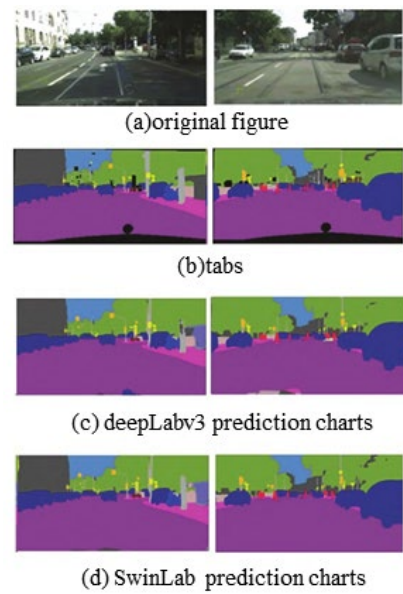 (a)original figure
(b)tabs
(c) deepLabv3 prediction charts
(d) SwinLab prediction charts